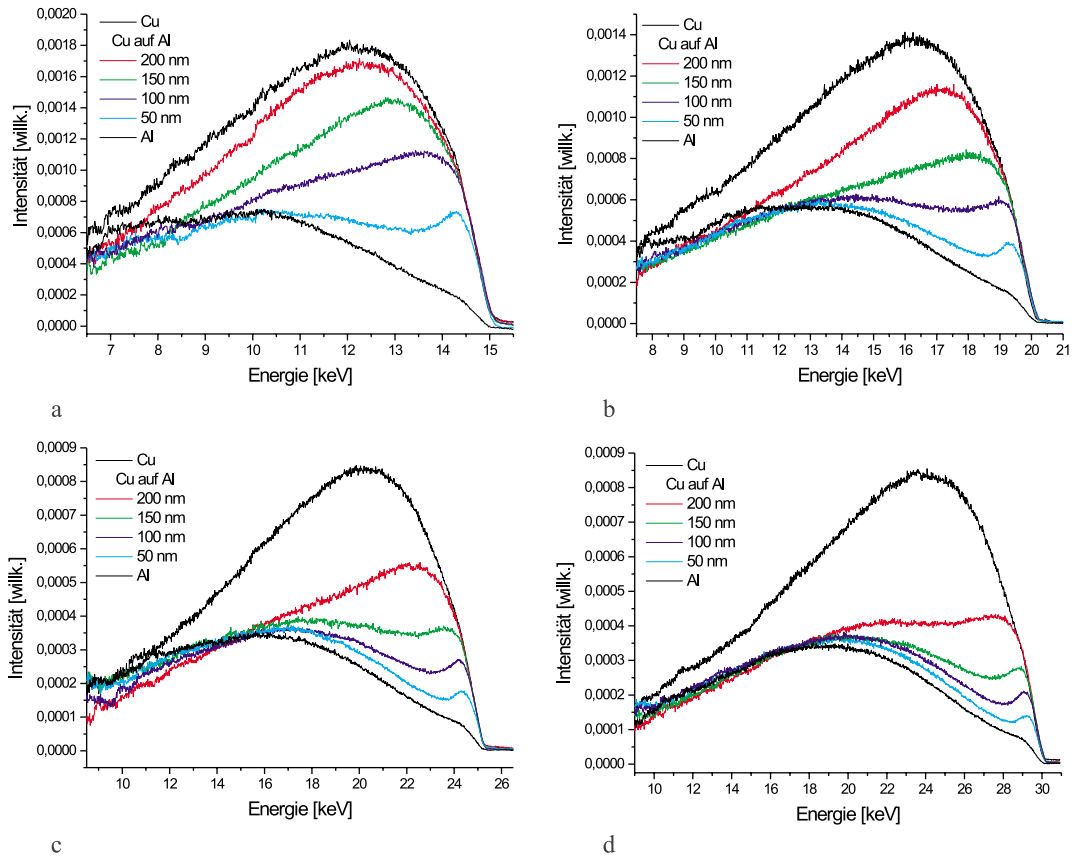 0,0020
0,0018
0,0016
0,0014
0,0012
0,0010
0,0008
0,0006
0,0004
0,0002
0,0000
Intensität [willk.]
Cu
Cu auf Al
200 nm
150 nm
100 nm
50 nm
Al
7 8 9 10 11 12 13 14 15
Energie [keV]
a
0,0014
0,0012
0,0010
0,0008
0,0006
0,0004
0,0002
0,0000
Intensität [willk.]
Cu
Cu auf Al
200 nm
150 nm
100 nm
50 nm
Al
8 9 10 11 12 13 14 15 16 17 18 19 20 21
Energie [keV]
b
0,0009
0,0008
0,0007
0,0006
0,0005
0,0004
0,0003
0,0002
0,0001
0,0000
Intensität [willk.]
Cu
Cu auf Al
200 nm
150 nm
100 nm
50 nm
Al
10 12 14 16 18 20 22 24 26
Energie [keV]
c
0,0009
0,0008
0,0007
0,0006
0,0005
0,0004
0,0003
0,0002
0,0001
0,0000
Intensität [willk.]
Cu
Cu auf Al
200 nm
150 nm
100 nm
50 nm
Al
10 12 14 16 18 20 22 24 26 28 30
Energie [keV]
d